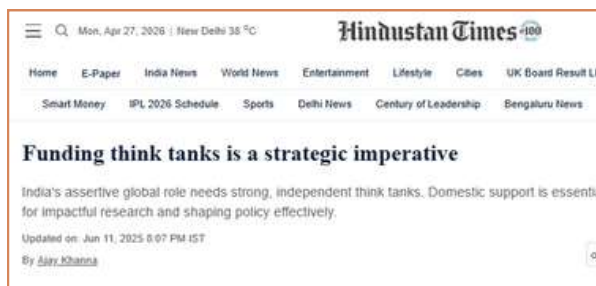 Mon, Apr 27, 2026 | New Delhi 38 °C
Hindustan Times
100
Home E-Paper India News World News Entertainment Lifestyle Cities UK Board Result L
Smart Money IPL 2026 Schedule Sports Delhi News Century of Leadership Bengaluru News
Funding think tanks is a strategic imperative
India's assertive global role needs strong, independent think tanks. Domestic support is essenti
for impactful research and shaping policy effectively.
Updated on: Jun 11, 2025 8:07 PM IST
By Ajay Khanna